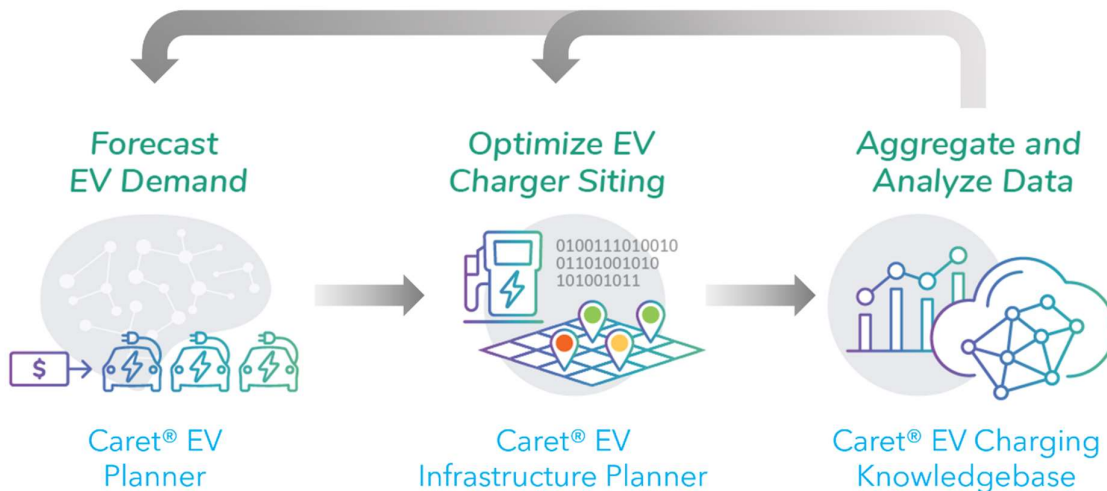 Forecast
EV Demand
Optimize EV
Charger Siting
Aggregate and
Analyze Data
0100111010010
01101001010
101001011
$
Caret® EV
Planner
Caret® EV
Infrastructure Planner
Caret® EV Charging
Knowledgebase